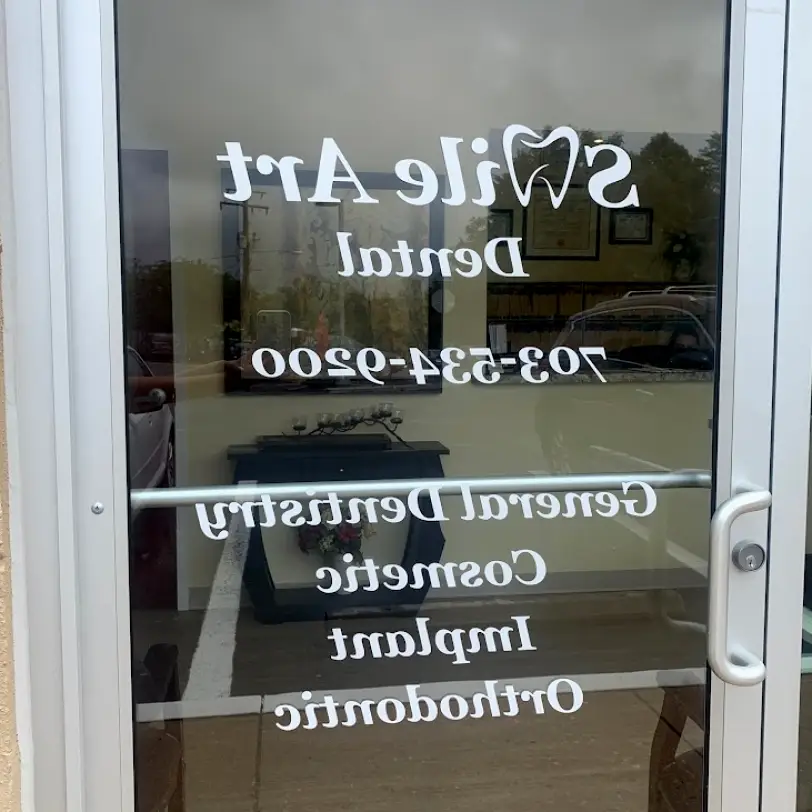 Smile Art
Dental
703-534-9200
General Dentistry
Cosmetic
Implant
Orthodontic